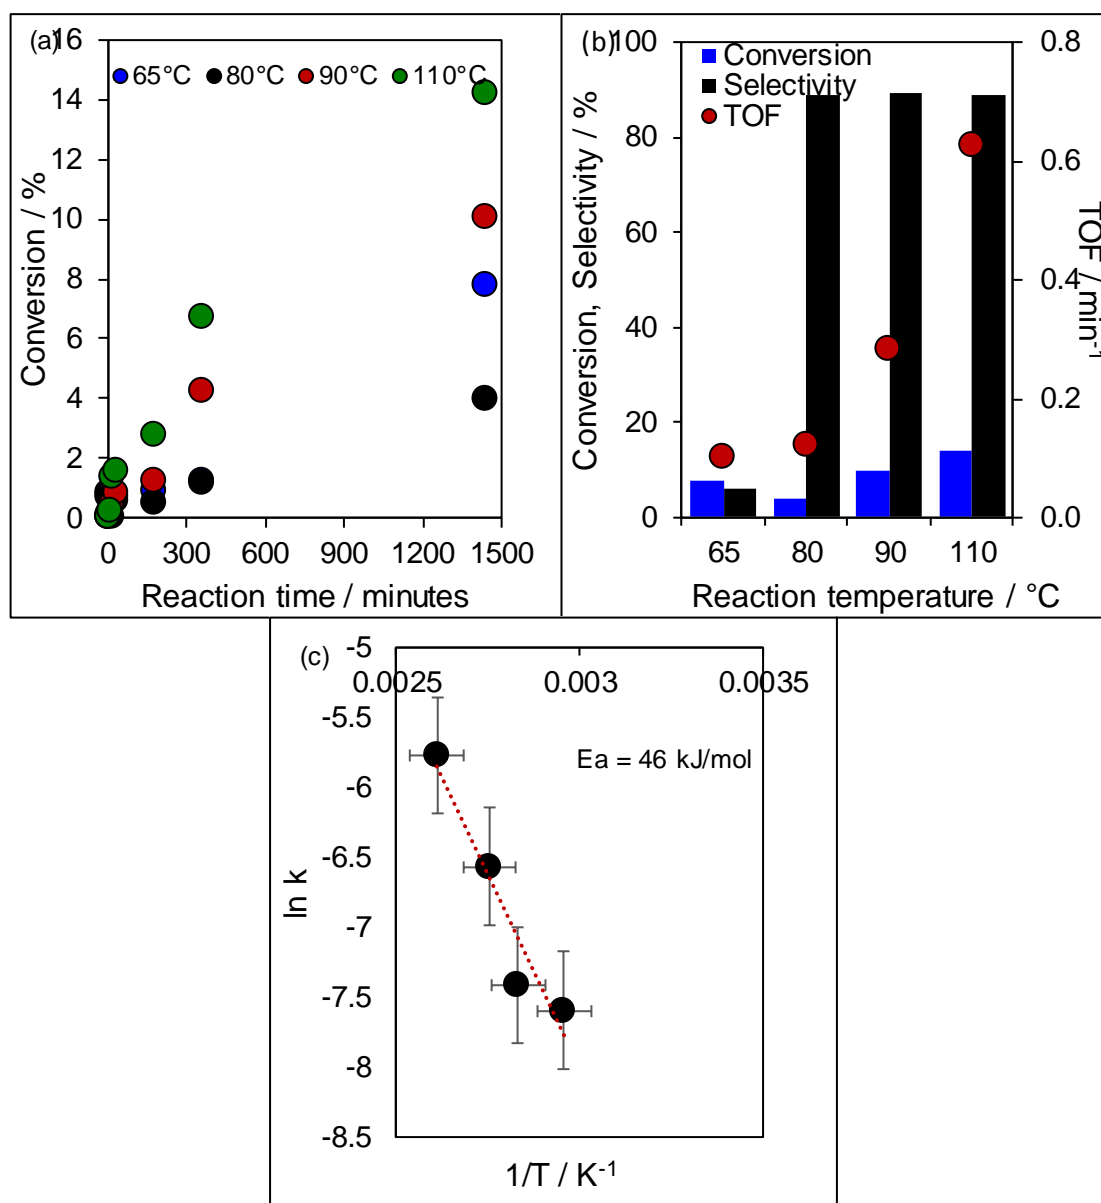 (a)
16
14
12
10
8
6
4
2
0
65°C 80°C 90°C 110°C
Conversion / %
0 300 600 900 1200 1500
Reaction time / minutes
(b)
100
80
60
40
20
0
Conversion
Selectivity
TOF
Conversion, Selectivity / %
0.8
0.6
0.4
0.2
0.0
TOF / min-1
65 80 90 110
Reaction temperature / °C
(c)
-5
-5.5
-6
-6.5
-7
-7.5
-8
-8.5
0.0025 0.003 0.0035
Ea = 46 kJ/mol
ln k
1/T / K-1